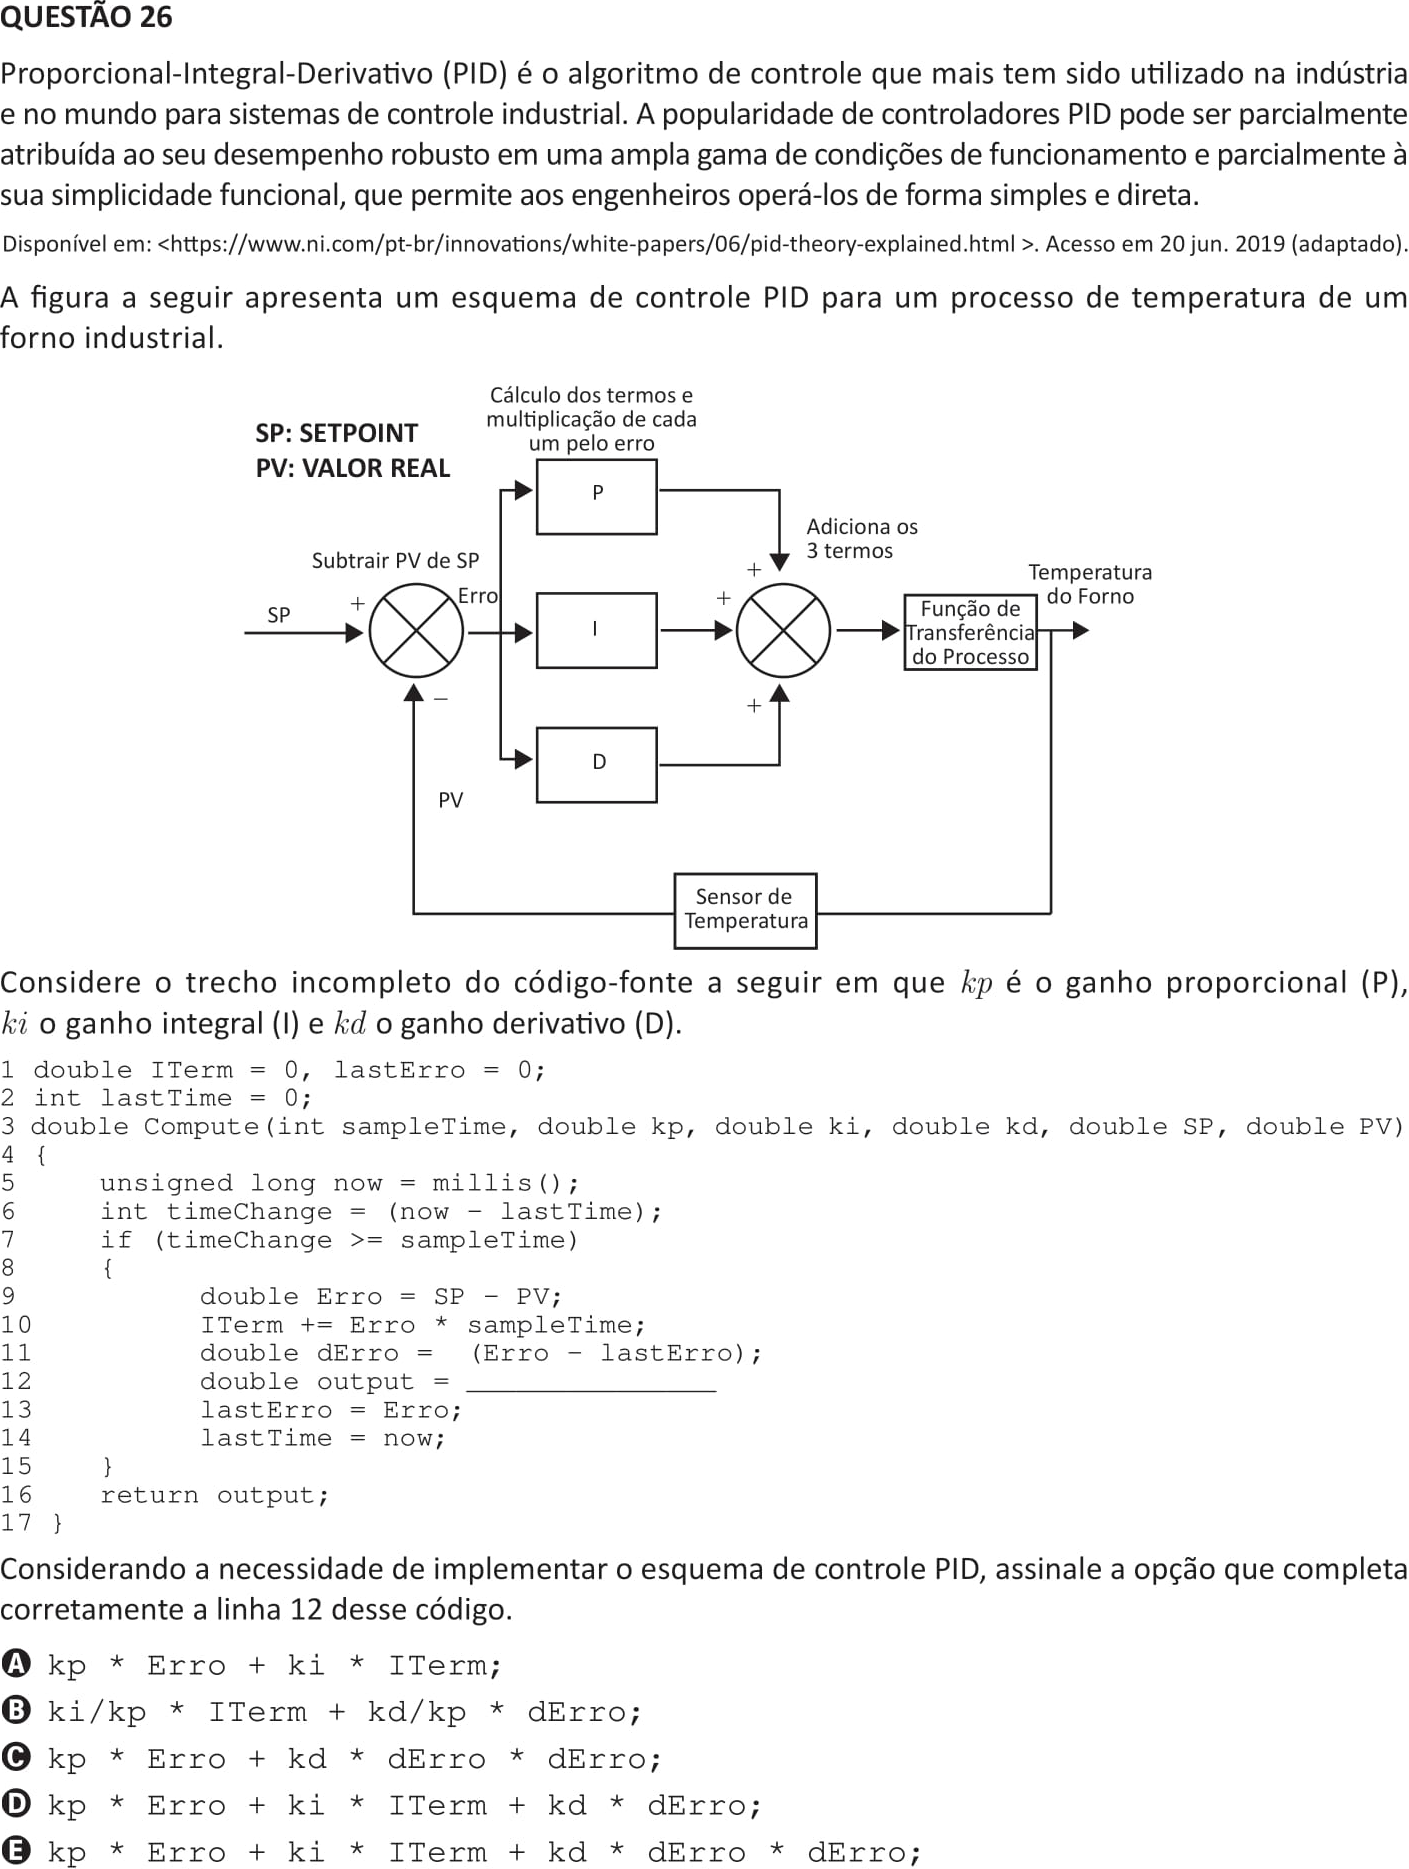 QUESTÃO 26
Proporcional-Integral-Derivativo (PID) é o algoritmo de controle que mais tem sido utilizado na indústria
e no mundo para sistemas de controle industrial. A popularidade de controladores PID pode ser parcialmente
atribuída ao seu desempenho robusto em uma ampla gama de condições de funcionamento e parcialmente à
sua simplicidade funcional, que permite aos engenheiros operá-los de forma simples e direta.
Disponível em: <https://www.ni.com/pt-br/innovations/white-papers/06/pid-theory-explained.html >. Acesso em 20 jun. 2019 (adaptado).
A figura a seguir apresenta um esquema de controle PID para um processo de temperatura de um
forno industrial.
Cálculo dos termos e
multiplicação de cada
um pelo erro
SP: SETPOINT
PV: VALOR REAL
P
Adiciona os
3 termos
Subtrair PV de SP
+
Temperatura
do Forno
Erro
+
+
SP
I
Função de
Transferência
do Processo
−
+
D
PV
Sensor de
Temperatura
Considere o trecho incompleto do código-fonte a seguir em que kp é o ganho proporcional (P),
ki o ganho integral (I) e kd o ganho derivativo (D).
1 double ITerm = 0, lastErro = 0;
2 int lastTime = 0;
3 double Compute(int sampleTime, double kp, double ki, double kd, double SP, double PV)
4 {
5     unsigned long now = millis();
6     int timeChange = (now - lastTime);
7     if (timeChange >= sampleTime)
8     {
9           double Erro = SP - PV;
10          ITerm += Erro * sampleTime;
11          double dErro =  (Erro - lastErro);
12          double output = _______________
13          lastErro = Erro;
14          lastTime = now;
15    }
16    return output;
17 }
Considerando a necessidade de implementar o esquema de controle PID, assinale a opção que completa
corretamente a linha 12 desse código.
A kp * Erro + ki * ITerm;
B ki/kp * ITerm + kd/kp * dErro;
C kp * Erro + kd * dErro * dErro;
D kp * Erro + ki * ITerm + kd * dErro;
E kp * Erro + ki * ITerm + kd * dErro * dErro;